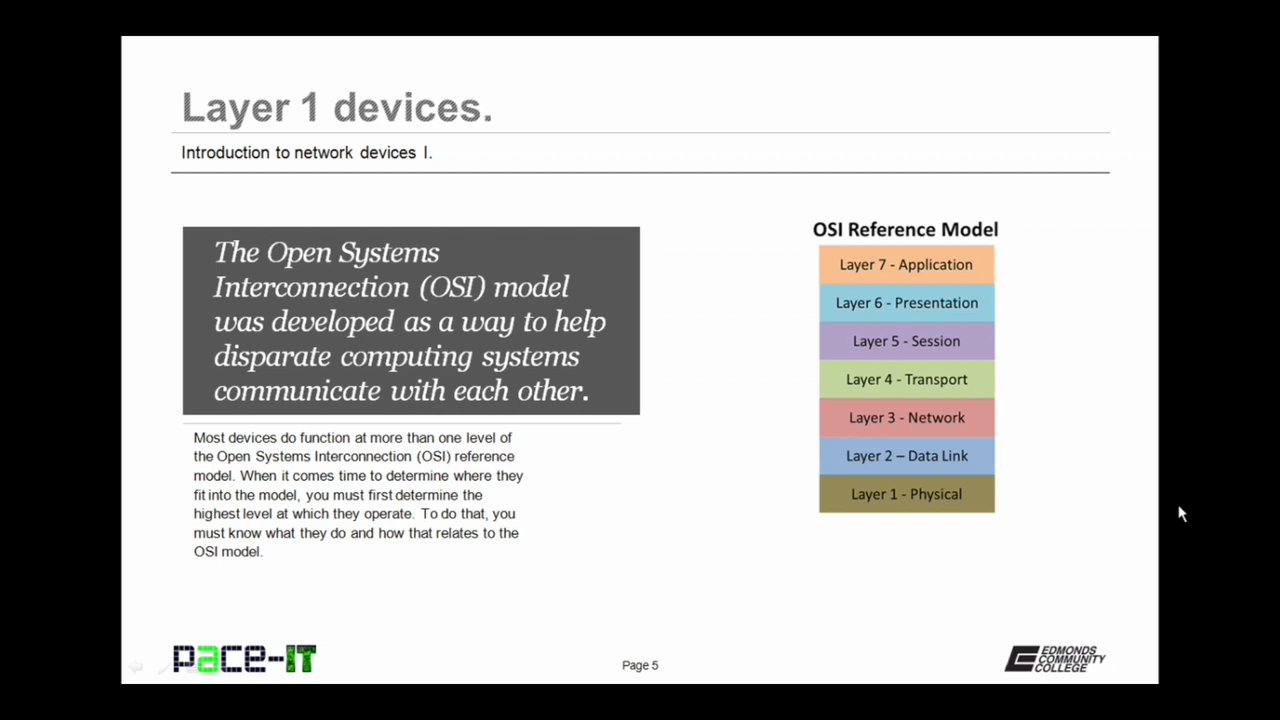 Layer 1 devices.
Introduction to network devices I.
The Open Systems
Interconnection (OSI) model
was developed as a way to help
disparate computing systems
communicate with each other.
Most devices do function at more than one level of
the Open Systems Interconnection (OSI) reference
model. When it comes time to determine where they
fit into the model, you must first determine the
highest level at which they operate. To do that, you
must know what they do and how that relates to the
OSI model.
OSI Reference Model
Layer 7 - Application
Layer 6 - Presentation
Layer 5 - Session
Layer 4 - Transport
Layer 3 - Network
Layer 2 – Data Link
Layer 1 - Physical
pace-IT
Page 5
EDMONDS
COMMUNITY
COLLEGE